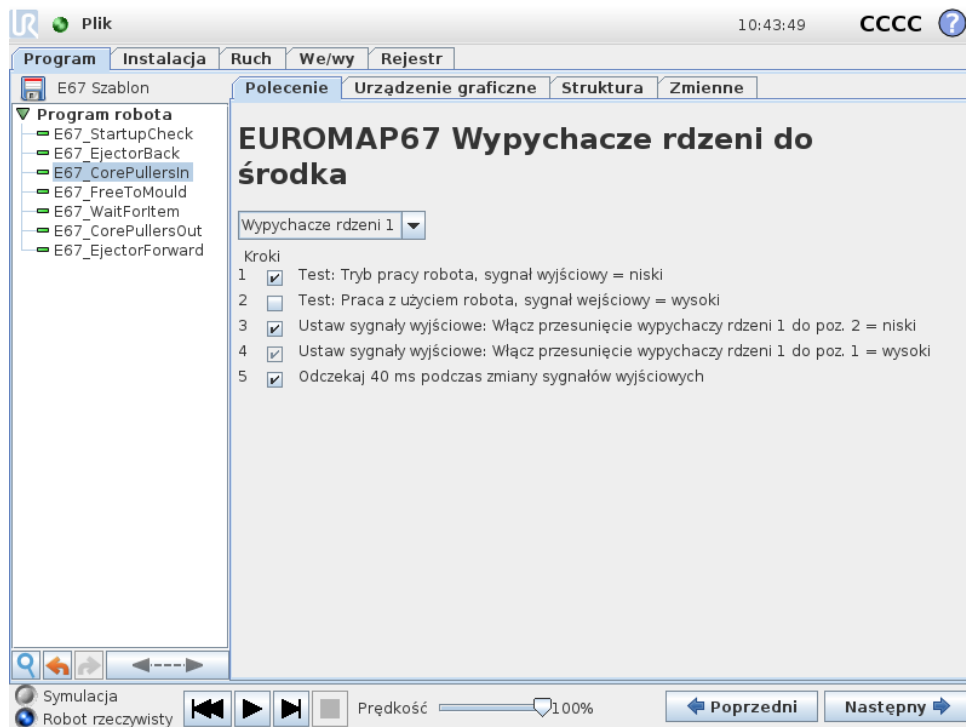 UR Plik 10:43:49 CCCC ?
Program Instalacja Ruch We/wy Rejestr
E67 Szablon
Program robota
E67_StartupCheck
E67_EjectorBack
E67_CorePullersIn
E67_FreeToMould
E67_WaitForItem
E67_CorePullersOut
E67_EjectorForward
Polecenie Urządzenie graficzne Struktura Zmienne
EUROMAP67 Wypychacze rdzeni do
środka
Wypychacze rdzeni 1
Kroki
1 Test: Tryb pracy robota, sygnał wyjściowy = niski
2 Test: Praca z użyciem robota, sygnał wejściowy = wysoki
3 Ustaw sygnały wyjściowe: Włącz przesunięcie wypychaczy rdzeni 1 do poz. 2 = niski
4 Ustaw sygnały wyjściowe: Włącz przesunięcie wypychaczy rdzeni 1 do poz. 1 = wysoki
5 Odczekaj 40 ms podczas zmiany sygnałów wyjściowych
Symulacja
Robot rzeczywisty
Prędkość 100%
Poprzedni Następny